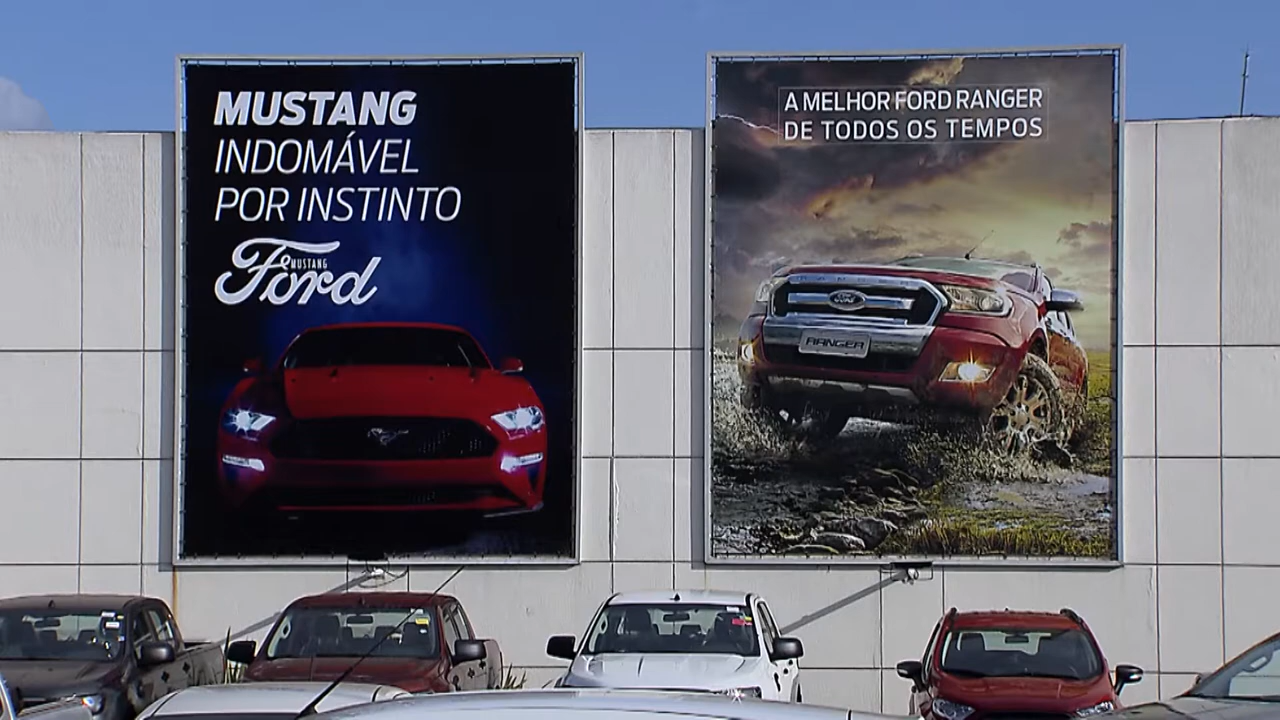 MUSTANG
INDOMÁVEL
POR INSTINTO
MUSTANG
Ford
A MELHOR FORD RANGER
DE TODOS OS TEMPOS
Ford
RANGER